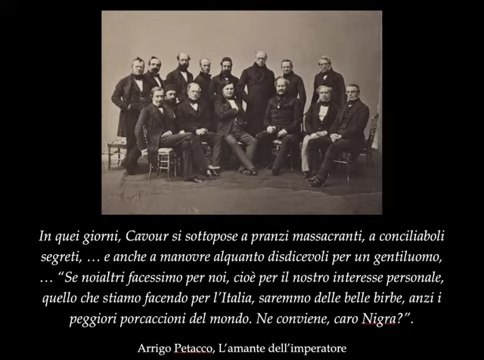 In quei giorni, Cavour si sottopose a pranzi massacranti, a conciliaboli
segreti, … e anche a manovre alquanto disdicevoli per un gentiluomo,
… “Se noialtri facessimo per noi, cioè per il nostro interesse personale,
quello che stiamo facendo per l’Italia, saremmo delle belle birbe, anzi i
peggiori porcaccioni del mondo. Ne conviene, caro Nigra?”.
Arrigo Petacco, L’amante dell’imperatore